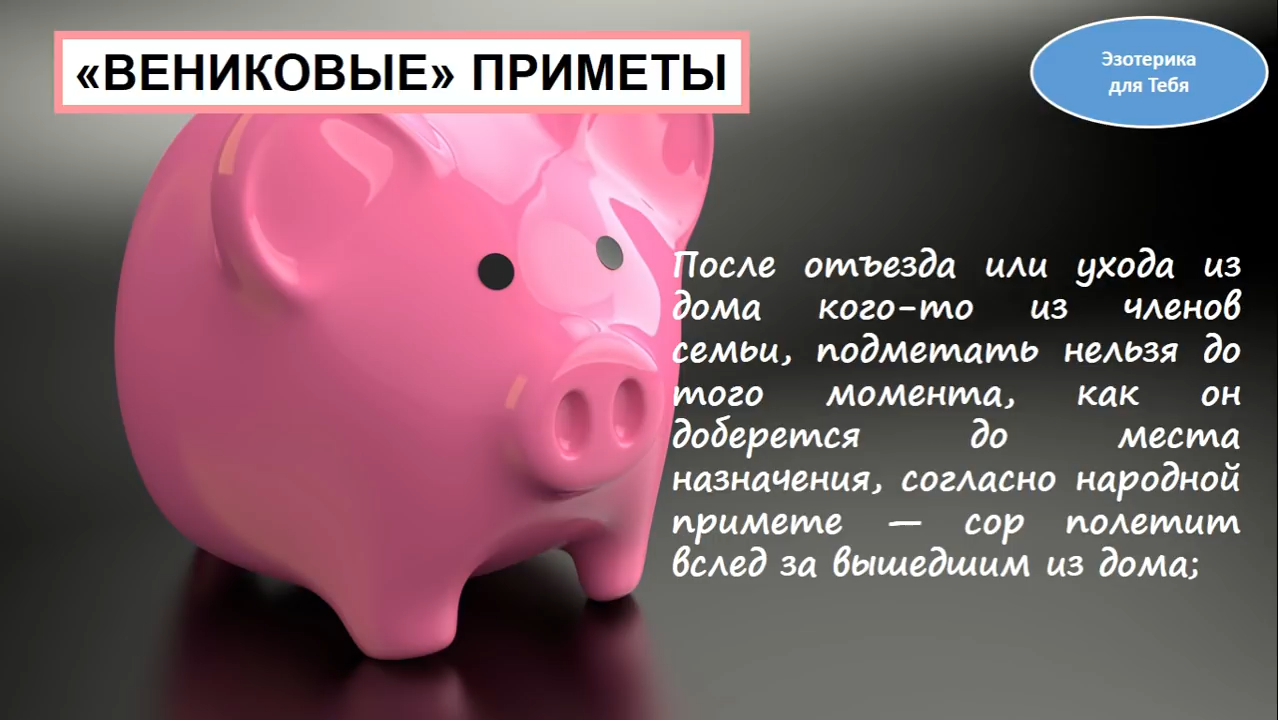 «ВЕНИКОВЫЕ» ПРИМЕТЫ
Эзотерика
для Тебя
После отъезда или ухода из
дома кого-то из членов
семьи, подметать нельзя до
того момента, как он
доберется до места
назначения, согласно народной
примете — сор полетит
вслед за вышедшим из дома;